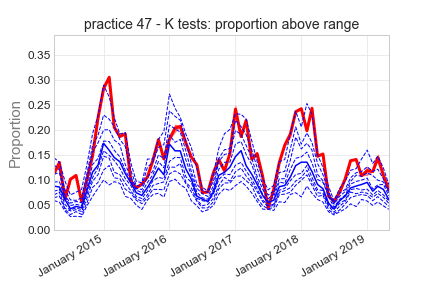 practice 47 - K tests: proportion above range
Proportion
0.35
0.30
0.25
0.20
0.15
0.10
0.05
0.00
January 2015
January 2016
January 2017
January 2018
January 2019